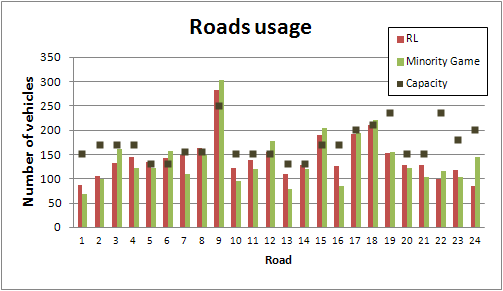 Roads usage
RL
Minority Game
Capacity
Number of vehicles
350
300
250
200
150
100
50
0
1 2 3 4 5 6 7 8 9 10 11 12 13 14 15 16 17 18 19 20 21 22 23 24
Road